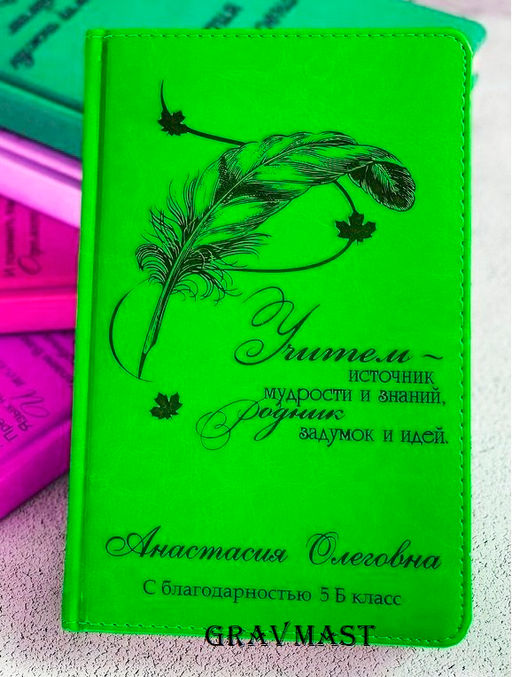 Учитель ~
источник
мудрости и знаний,
Родник
задумок и идей.
Анастасия Олеговна
С благодарностью 5 Б класс
GRAVMAST